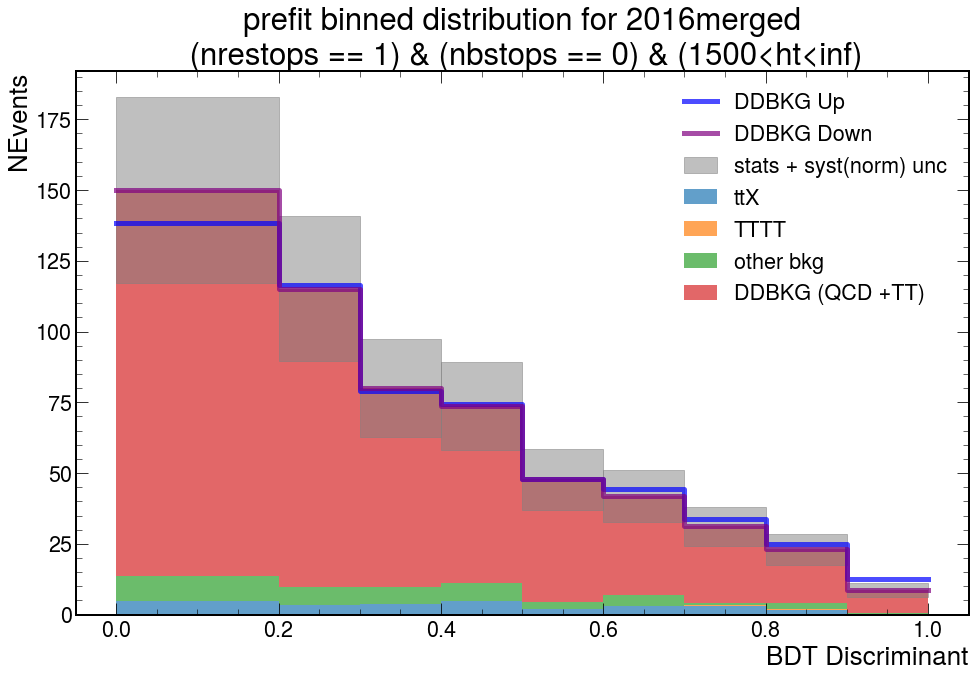 prefit binned distribution for 2016merged
(nrestops == 1) & (nbstops == 0) & (1500<ht<inf)
NEvents
175
150
125
100
75
50
25
0
DDBKG Up
DDBKG Down
stats + syst(norm) unc
ttX
TTTT
other bkg
DDBKG (QCD +TT)
0.0 0.2 0.4 0.6 0.8 1.0
BDT Discriminant